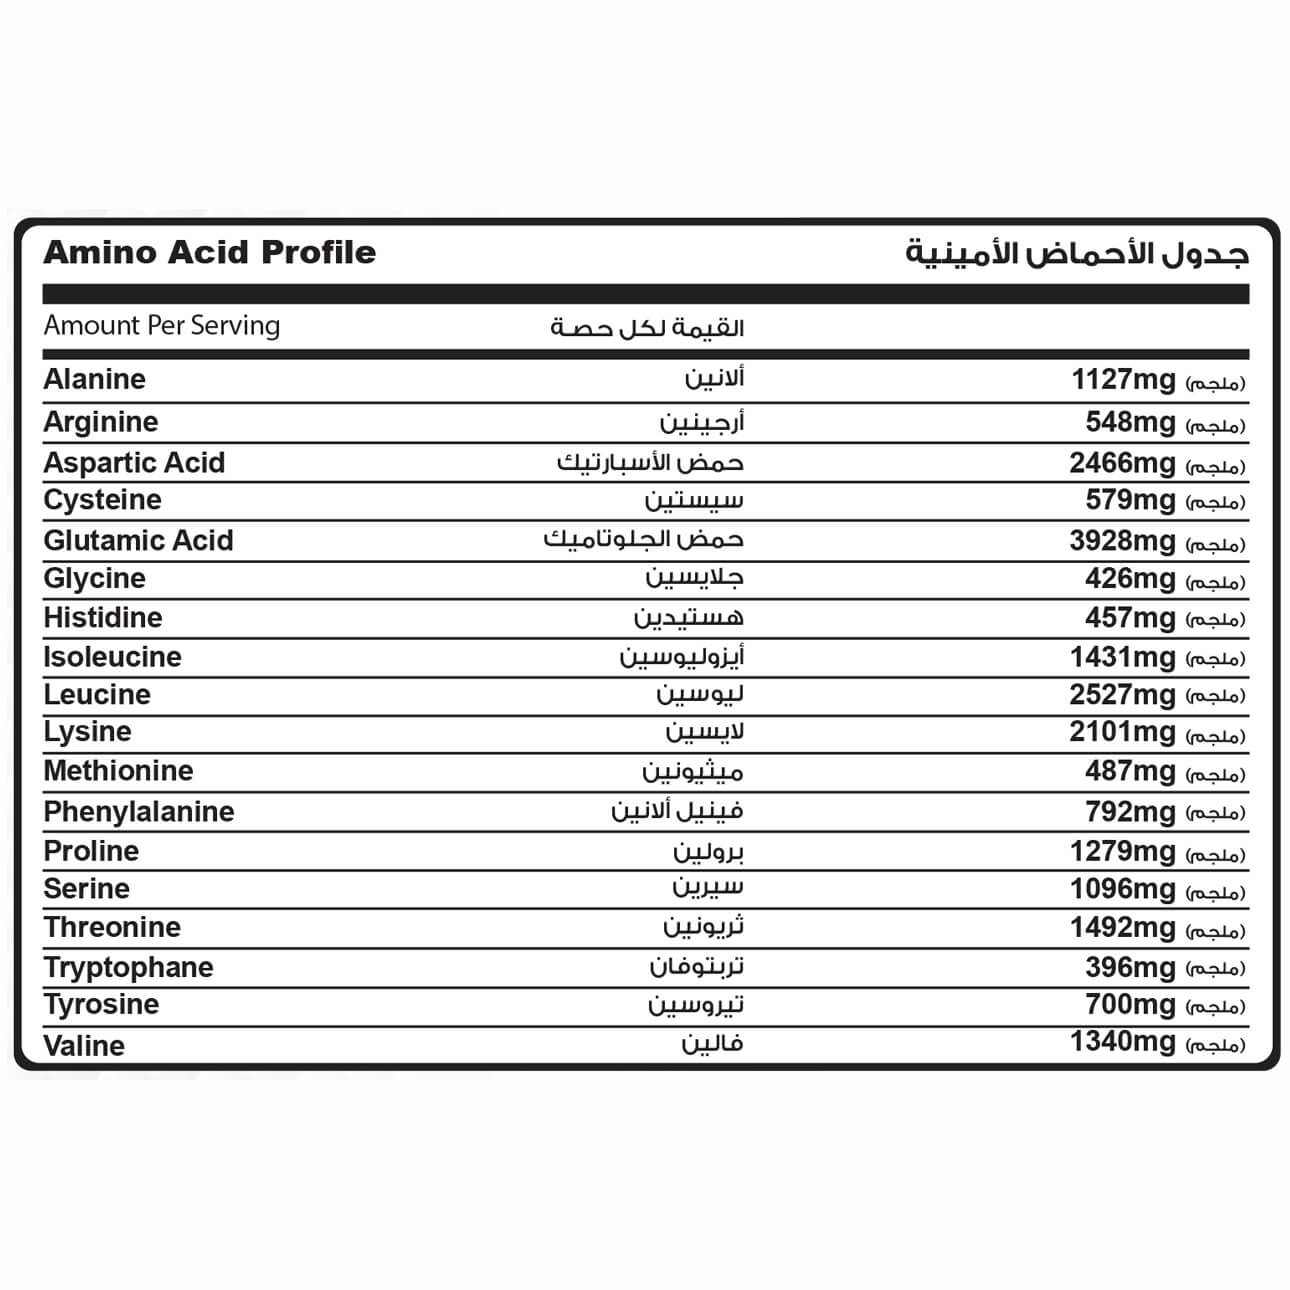 Amino Acid Profile جدول الأحماض الأمينية
Amount Per Serving القيمة لكل حصة
Alanine ألانين 1127mg (ملجم)
Arginine أرجينين 548mg (ملجم)
Aspartic Acid حمض الأسبارتيك 2466mg (ملجم)
Cysteine سيستين 579mg (ملجم)
Glutamic Acid حمض الجلوتاميك 3928mg (ملجم)
Glycine جلايسين 426mg (ملجم)
Histidine هستيدين 457mg (ملجم)
Isoleucine أيزوليوسين 1431mg (ملجم)
Leucine ليوسين 2527mg (ملجم)
Lysine لايسين 2101mg (ملجم)
Methionine ميثيونين 487mg (ملجم)
Phenylalanine فينيل ألانين 792mg (ملجم)
Proline برولين 1279mg (ملجم)
Serine سيرين 1096mg (ملجم)
Threonine ثريونين 1492mg (ملجم)
Tryptophane تربتوفان 396mg (ملجم)
Tyrosine تيروسين 700mg (ملجم)
Valine فالين 1340mg (ملجم)